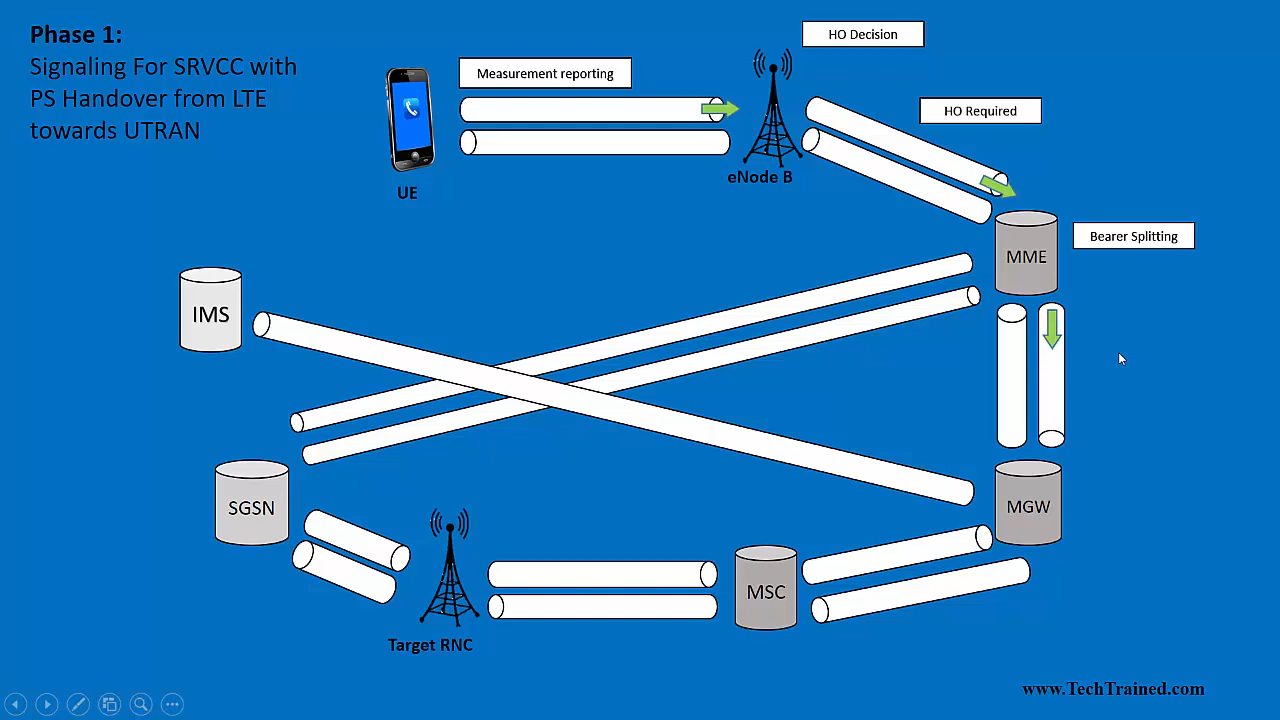 Phase 1:
Signaling For SRVCC with
PS Handover from LTE
towards UTRAN
HO Decision
Measurement reporting
HO Required
UE
eNode B
Bearer Splitting
MME
IMS
SGSN
MGW
MSC
Target RNC
www.TechTrained.com